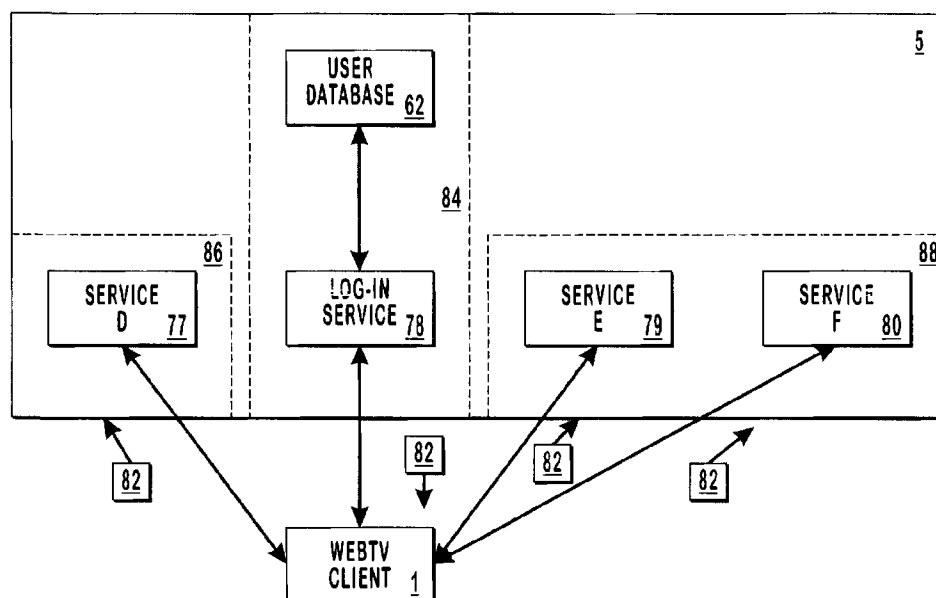 5
USER
DATABASE
62
84
86
88
SERVICE
D
77
LOG-IN
SERVICE
78
SERVICE
E
79
SERVICE
F
80
82
82
82
82
WEBTV
CLIENT
1